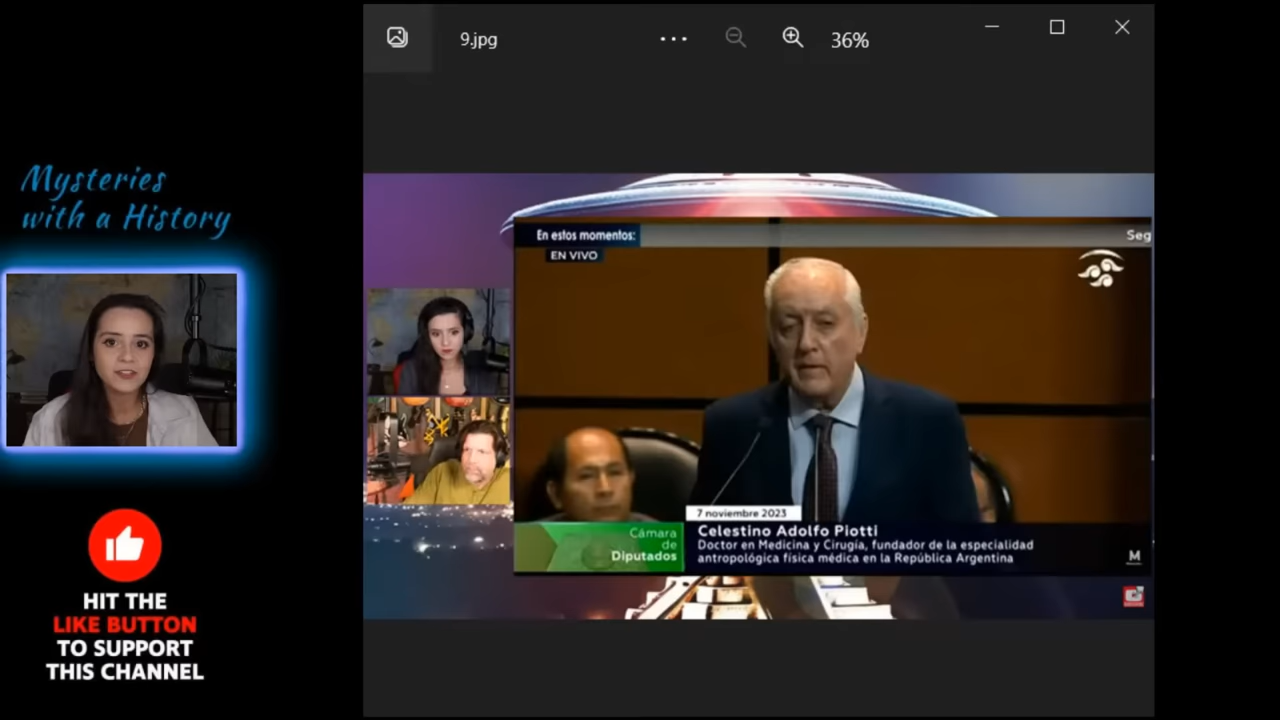 9.jpg
...
36%
Mysteries
with a History
En estos momentos:
Seg
EN VIVO
7 noviembre 2023
Cámara
de
Diputados
Celestino Adolfo Piotti
Doctor en Medicina y Cirugía, fundador de la especialidad
antropológica física médica en la República Argentina
M
HIT THE
LIKE BUTTON
TO SUPPORT
THIS CHANNEL